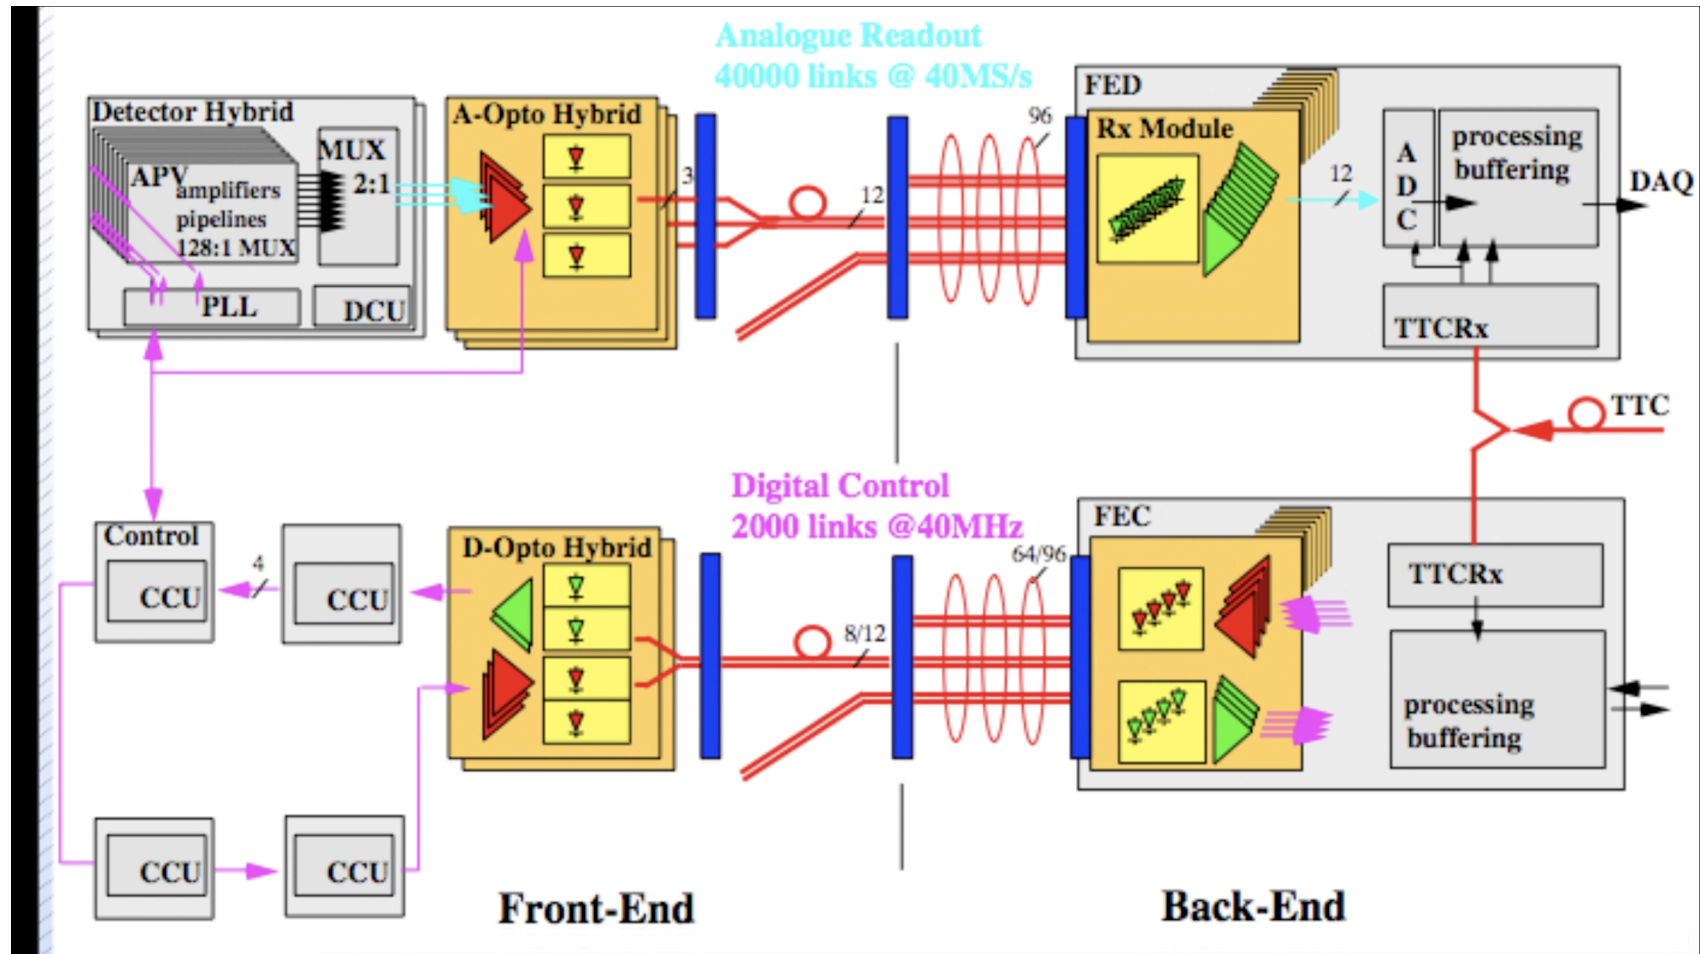 Analogue Readout
40000 links @ 40MS/s
Detector Hybrid
APV
amplifiers
pipelines
128:1 MUX
MUX
2:1
PLL
DCU
A-Opto Hybrid
3
12
96
FED
Rx Module
12
A
D
C
processing
buffering
DAQ
TTCRx
TTC
Digital Control
2000 links @40MHz
Control
CCU
4
CCU
CCU
CCU
D-Opto Hybrid
8/12
64/96
FEC
TTCRx
processing
buffering
Front-End
Back-End